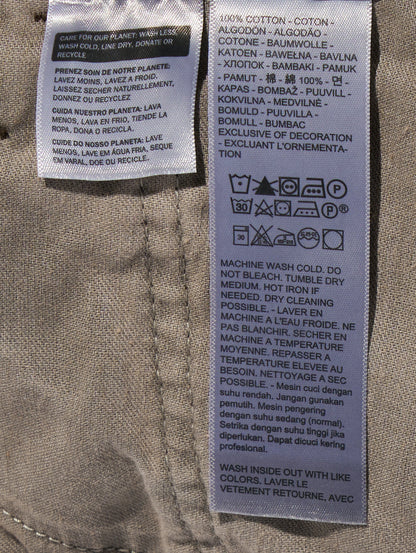 CARE FOR OUR PLANET: WASH LESS,
WASH COLD, LINE DRY, DONATE OR
RECYCLE
PRENEZ SOIN DE NOTRE PLANETE:
LAVEZ MOINS, LAVEZ A FROID.
LAISSEZ SECHER NATURELLEMENT,
DONNEZ OU RECYCLEZ
CUIDE DE NUESTRO PLANETA: LAVA
MENOS, LAVA EN FRIO, TIENDE LA
ROPA, DONA O RECICLA.
CUIDE DO NOSSO PLANETA: LAVE
MENOS, LAVE EM ÁGUA FRIA, SEQUE
EM VARAL, DOE OU RECICLE.
100% COTTON - COTON -
ALGODÓN - ALGODÃO -
COTONE - BAUMWOLLE -
KATOEN - BAWEŁNA - BAVLNA
- ХЛОПОК - BAMBAKI - PAMUK
- PAMUT - 棉 - 綿 100% - 면 -
KAPAS - BOMBAŽ - PUUVILL -
KOKVILNA - MEDVILNĖ -
BOMULD - PUUVILLA -
BOMULL - BUMBAC
EXCLUSIVE OF DECORATION
- EXCLUANT L'ORNEMENTA-
TION
P
30 P®
30
MACHINE WASH COLD. DO
NOT BLEACH. TUMBLE DRY
MEDIUM. HOT IRON IF
NEEDED. DRY CLEANING
POSSIBLE. - LAVER EN
MACHINE A L'EAU FROIDE. NE
PAS BLANCHIR. SECHER EN
MACHINE A TEMPERATURE
MOYENNE. REPASSER A
TEMPERATURE ELEVEE AU
BESOIN. NETTOYAGE A SEC
POSSIBLE. - Mesin cuci dengan
suhu rendah. Jangan gunakan
pemutih. Mesin pengering
dengan suhu sedang (normal).
Setrika dengan suhu tinggi jika
diperlukan. Dapat dicuci kering
profesional.
WASH INSIDE OUT WITH LIKE
COLORS. LAVER LE
VETEMENT RETOURNE, AVEC